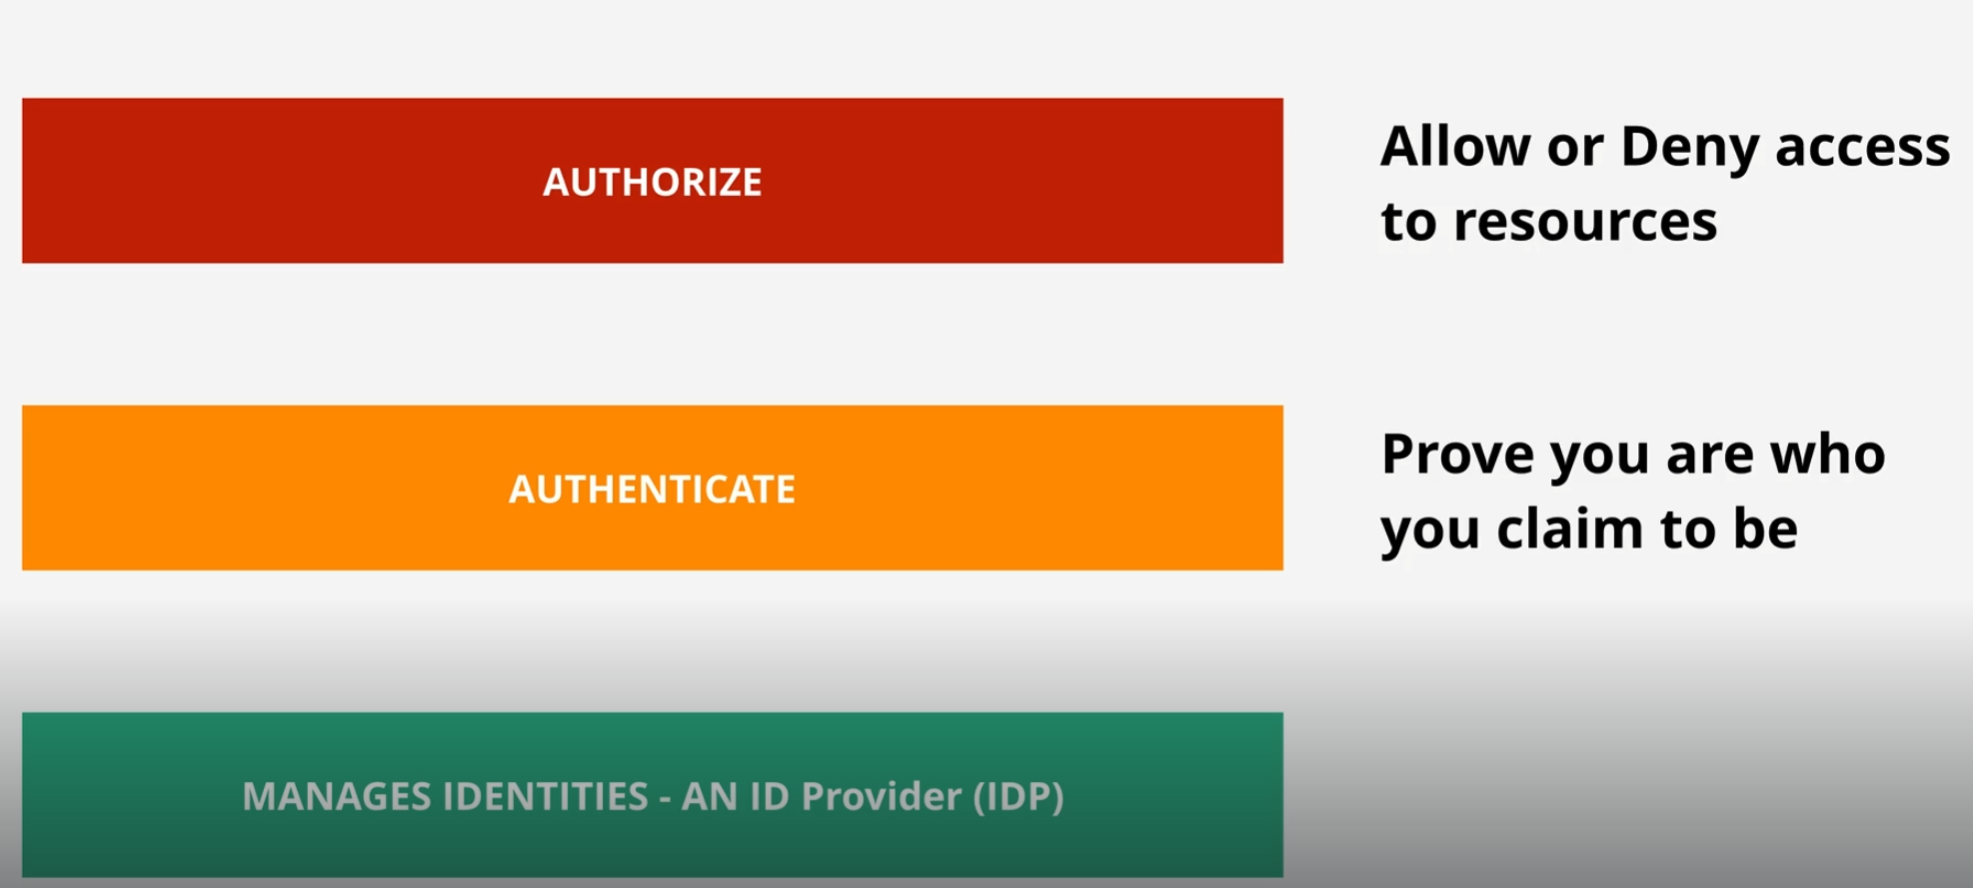 AUTHORIZE
Allow or Deny access
to resources
AUTHENTICATE
Prove you are who
you claim to be
MANAGES IDENTITIES - AN ID Provider (IDP)